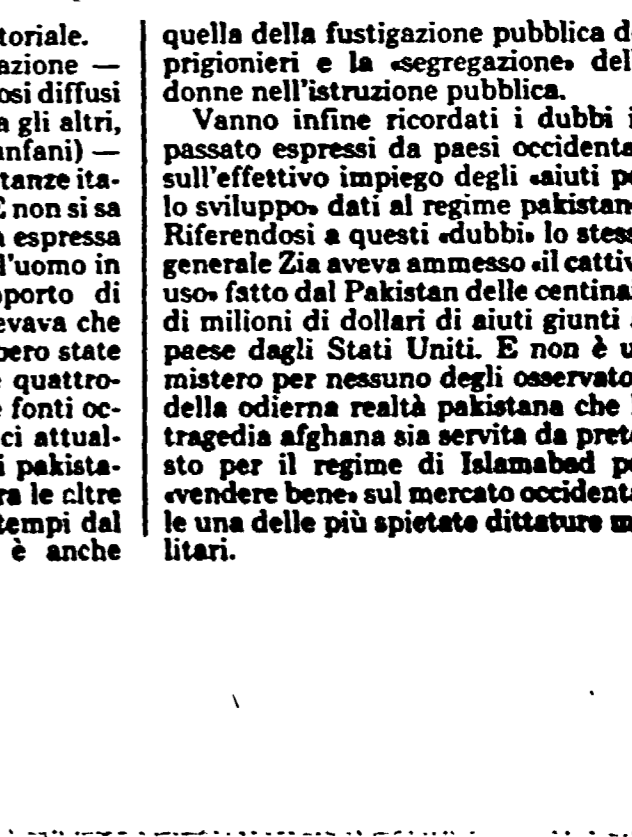 toriale.
azione —
osi diffusi
a gli altri,
anfani) —
tanze ita-
E non si sa
a espressa
l'uomo in
pporto di
evava che
bero state
e quattro-
e fonti oc-
ci attual-
i pakista-
ra le altre
tempi dal
è anche
quella della fustigazione pubblica d
prigionieri e la «segregazione» del
donne nell'istruzione pubblica.
Vanno infine ricordati i dubbi i
passato espressi da paesi occidenta
sull'effettivo impiego degli «aiuti pe
lo sviluppo» dati al regime pakistan
Riferendosi a questi «dubbi» lo stess
generale Zia aveva ammesso «il cattiv
uso» fatto dal Pakistan delle centina
di milioni di dollari di aiuti giunti a
paese dagli Stati Uniti. E non è u
mistero per nessuno degli osservato
della odierna realtà pakistana che l
tragedia afghana sia servita da prete
sto per il regime di Islamabad pe
«vendere bene» sul mercato occidenta
le una delle più spietate dittature m
litari.